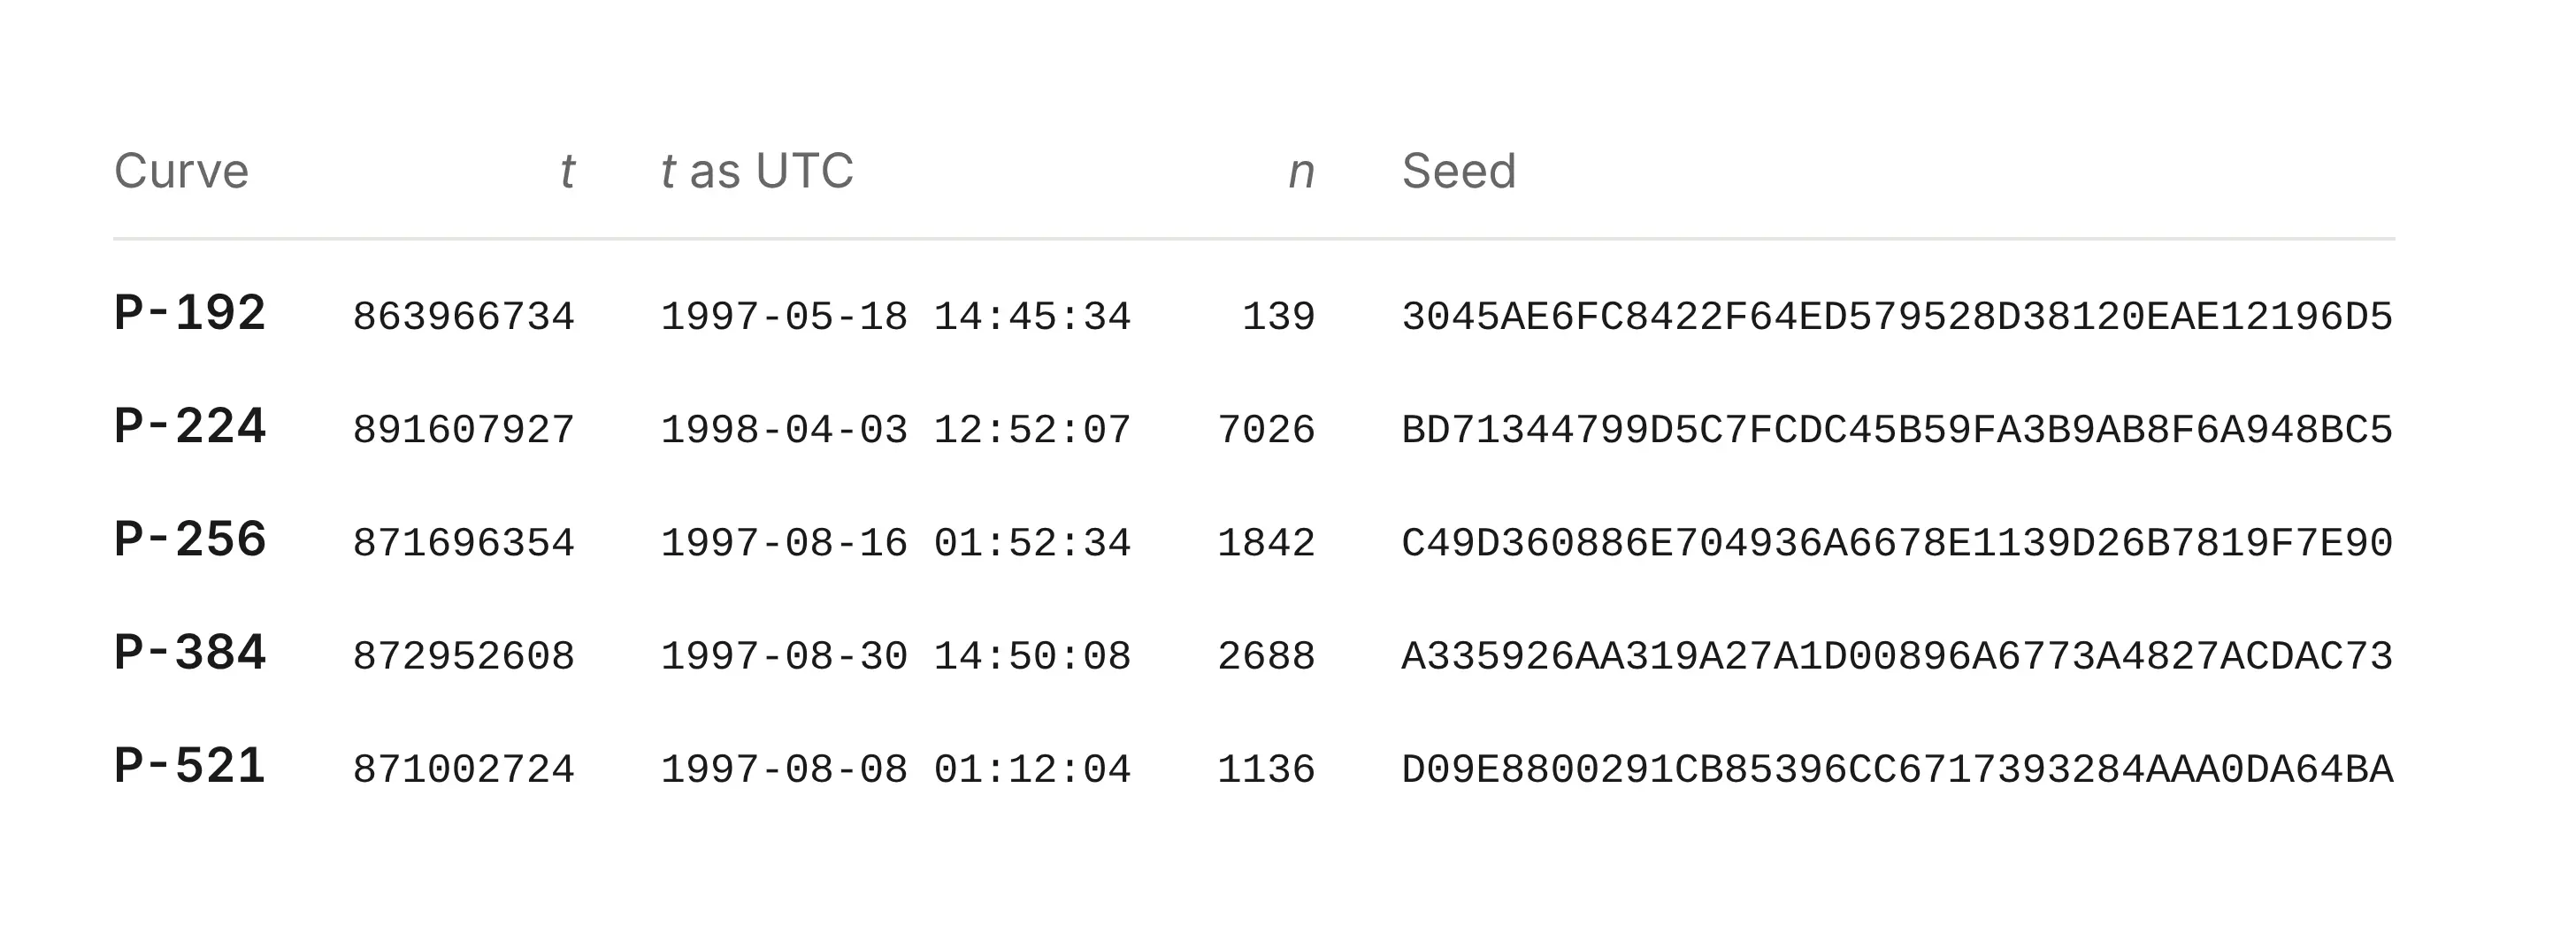 Curve t t as UTC n Seed
P-192 863966734 1997-05-18 14:45:34 139 3045AE6FC8422F64ED579528D38120EAE12196D5
P-224 891607927 1998-04-03 12:52:07 7026 BD71344799D5C7FCDC45B59FA3B9AB8F6A948BC5
P-256 871696354 1997-08-16 01:52:34 1842 C49D360886E704936A6678E1139D26B7819F7E90
P-384 872952608 1997-08-30 14:50:08 2688 A335926AA319A27A1D00896A6773A4827ACDAC73
P-521 871002724 1997-08-08 01:12:04 1136 D09E8800291CB85396CC6717393284AAA0DA64BA